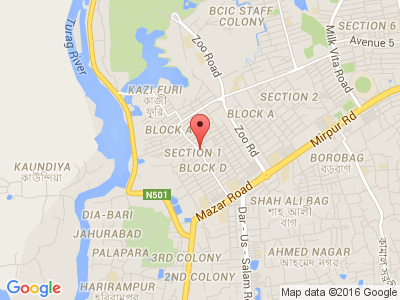 BCIC STAFF
COLONY
SECTION 6
Avenue 5
Zoo Road
Milk Vita Road
Turag River
KAZI FURI
কাজী
ফুরি
SECTION 2
BLOCK A
BLOCK A
Mirpur Rd
SECTION 1
BLOCK D
Zoo Rd
KAUNDIYA
কাউন্দিয়া
BOROBAG
বড়বাগ
N501
Mazar Road
SHAH ALI BAG
শাহ্ আলী
বাগ
DIA-BARI
JAHURABAD
PALAPARA
Dar - Us - Salam Road
3RD COLONY
2ND COLONY
AHMED NAGAR
আহমেদ নগর
HARIRAMPUR
হরিরামপুর
Google
Map data ©2016 Google